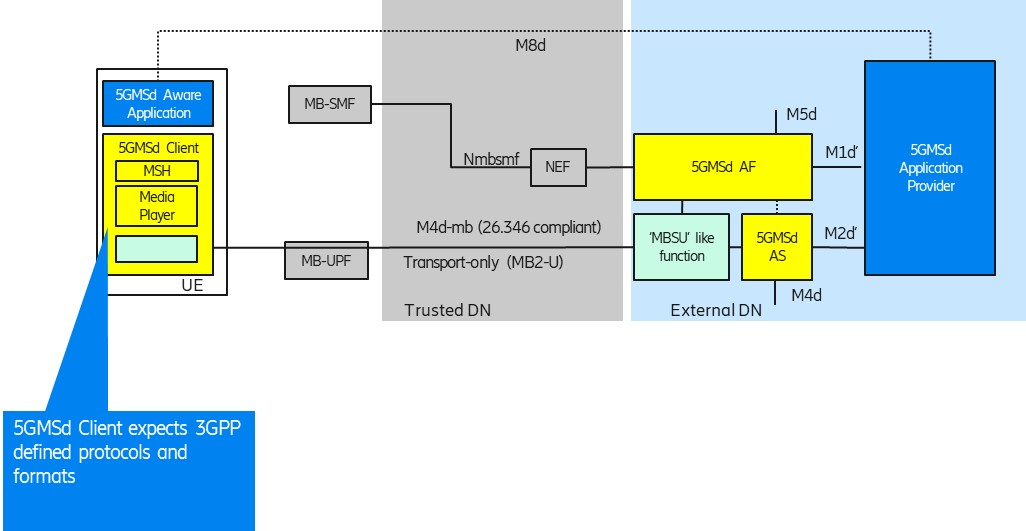 M8d
5GMSd Aware
Application
5GMSd Client
MSH
Media
Player
UE
MB-SMF
Nmbsmf
NEF
M5d
5GMSd AF
M1d’
5GMSd
Application
Provider
M4d-mb (26.346 compliant)
MB-UPF
Transport-only (MB2-U)
‘MBSU’ like
function
5GMSd
AS
M2d’
M4d
Trusted DN
External DN
5GMSd Client expects 3GPP
defined protocols and
formats